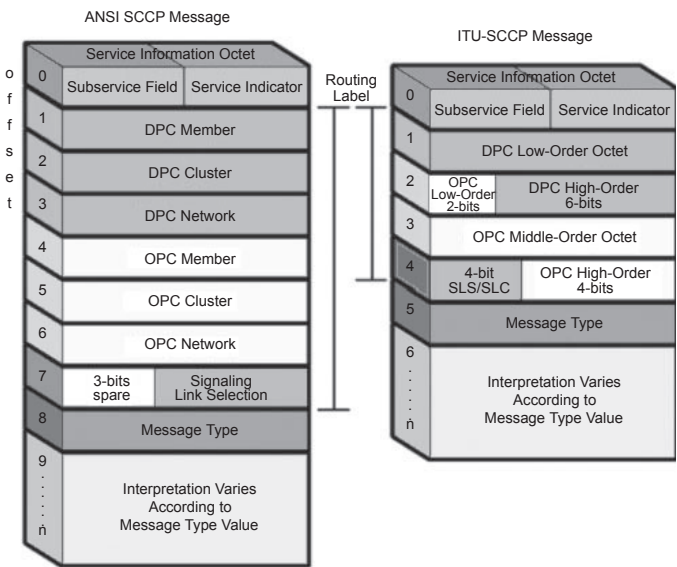 ANSI SCCP Message
offset
Service Information Octet
0
Subservice Field
Service Indicator
1
DPC Member
2
DPC Cluster
3
DPC Network
4
OPC Member
5
OPC Cluster
6
OPC Network
7
3-bits
spare
Signaling
Link Selection
8
Message Type
9
.
.
.
.
.
n
Interpretation Varies
According to
Message Type Value
Routing
Label
ITU-SCCP Message
Service Information Octet
0
Subservice Field
Service Indicator
1
DPC Low-Order Octet
2
OPC
Low-Order
2-bits
DPC High-Order
6-bits
3
OPC Middle-Order Octet
4
4-bit
SLS/SLC
OPC High-Order
4-bits
5
Message Type
6
.
.
.
.
.
n
Interpretation Varies
According to
Message Type Value